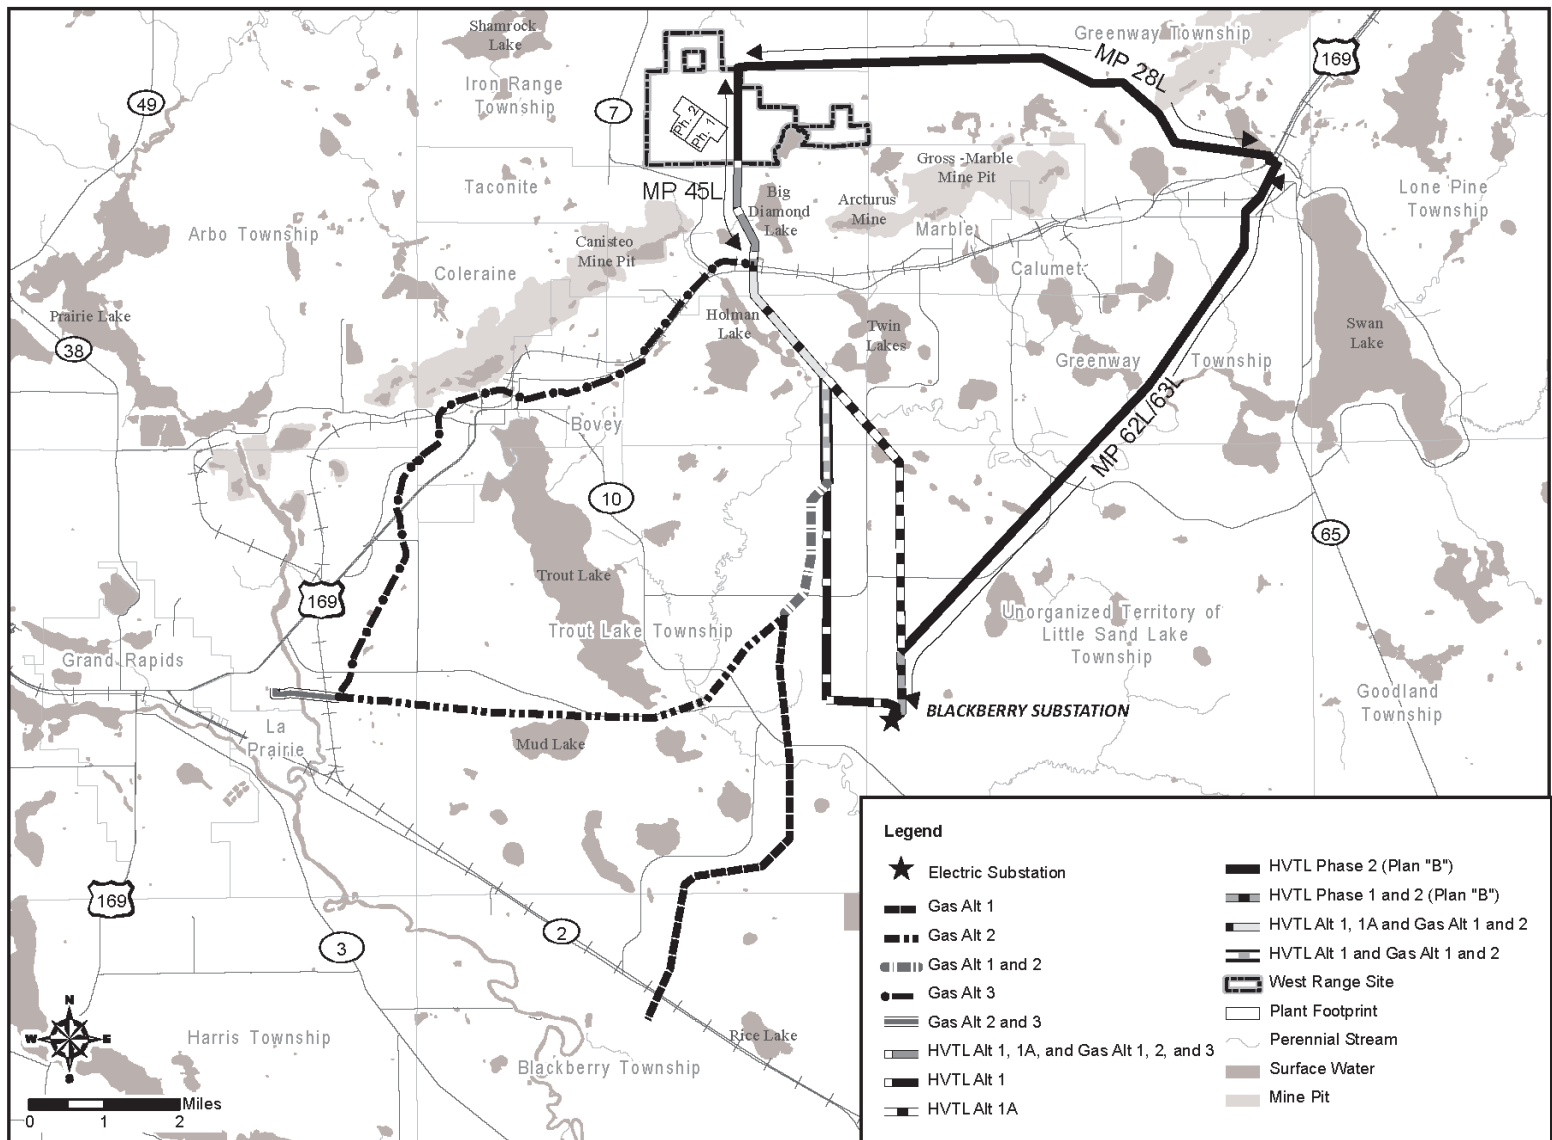 Shamrock
Lake
Greenway Township
MP 28L
169
Iron Range
Township
49
7
Ph. 2
Ph. 1
Gross -Marble
Mine Pit
Taconite
MP 45L
Big
Diamond
Lake
Arcturus
Mine
Marble
Lone Pine
Township
Arbo Township
Canisteo
Mine Pit
Coleraine
Calumet
Prairie Lake
38
Holman
Lake
Twin
Lakes
Swan
Lake
Greenway Township
MP 62L/63L
Bovey
10
65
Trout Lake
169
Unorganized Territory of
Little Sand Lake
Township
Trout Lake Township
Grand Rapids
Goodland
Township
BLACKBERRY SUBSTATION
La
Prairie
Mud Lake
169
3
2
Harris Township
Rice Lake
Blackberry Township
N
W E
S
Miles
0 1 2
Legend
Electric Substation
Gas Alt 1
Gas Alt 2
Gas Alt 1 and 2
Gas Alt 3
Gas Alt 2 and 3
HVTL Alt 1, 1A, and Gas Alt 1, 2, and 3
HVTL Alt 1
HVTL Alt 1A
HVTL Phase 2 (Plan "B")
HVTL Phase 1 and 2 (Plan "B")
HVTL Alt 1, 1A and Gas Alt 1 and 2
HVTL Alt 1 and Gas Alt 1 and 2
West Range Site
Plant Footprint
Perennial Stream
Surface Water
Mine Pit